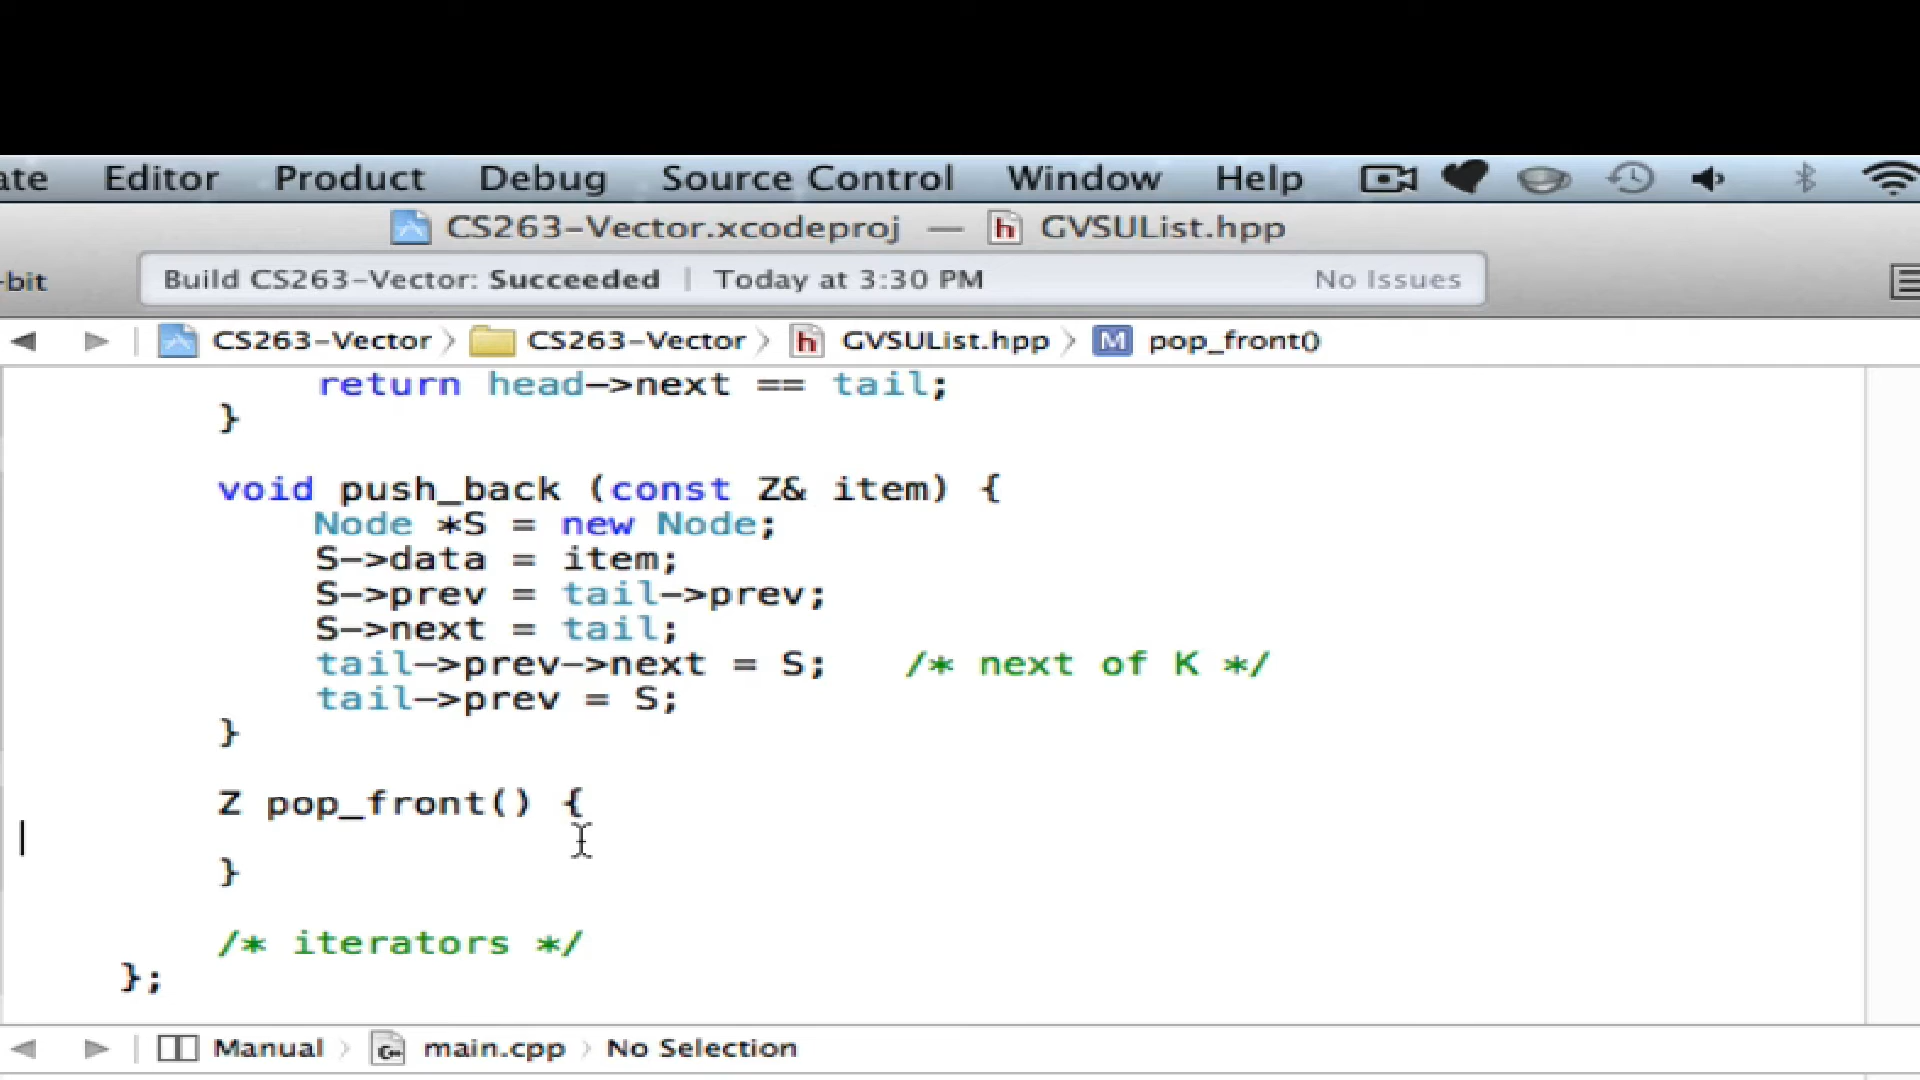 ate Editor Product Debug Source Control Window Help
CS263-Vector.xcodeproj — h GVSUList.hpp
-bit Build CS263-Vector: Succeeded | Today at 3:30 PM No Issues
CS263-Vector CS263-Vector h GVSUList.hpp M pop_front()
return head->next == tail;
}
void push_back (const Z& item) {
Node *S = new Node;
S->data = item;
S->prev = tail->prev;
S->next = tail;
tail->prev->next = S; /* next of K */
tail->prev = S;
}
Z pop_front() {
}
/* iterators */
};
Manual C++ main.cpp No Selection